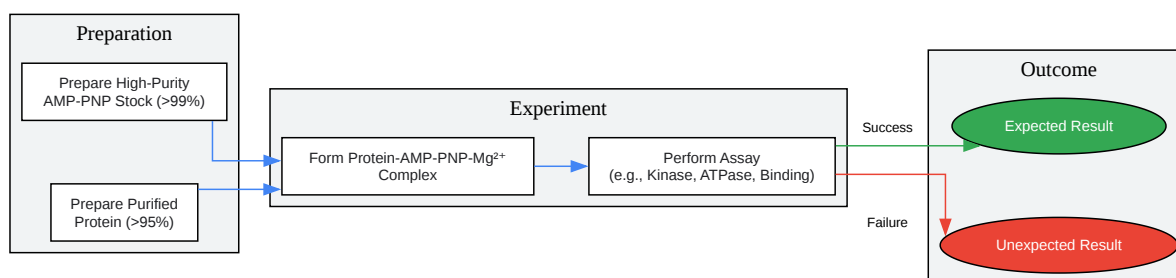 Preparation
Prepare High-Purity
AMP-PNP Stock (>99%)
Prepare Purified
Protein (>95%)
Experiment
Form Protein-AMP-PNP-Mg²⁺
Complex
Perform Assay
(e.g., Kinase, ATPase, Binding)
Success
Failure
Outcome
Expected Result
Unexpected Result